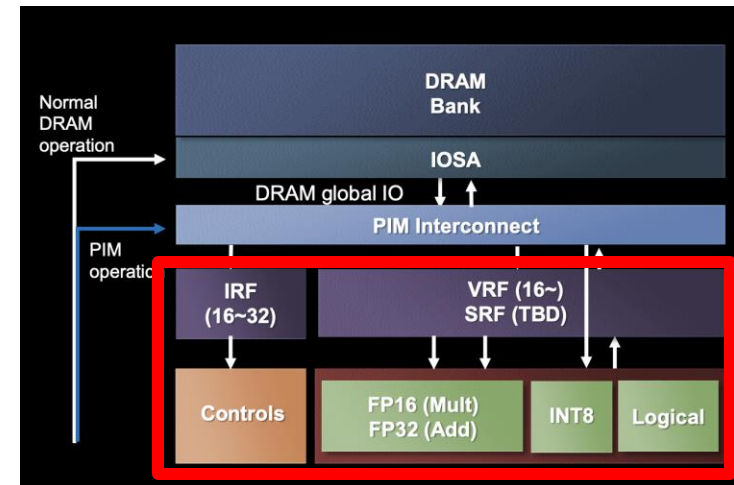 DRAM
Bank
Normal
DRAM
operation
IOSA
DRAM global IO
PIM Interconnect
PIM
operatio
IRF
(16~32)
VRF (16~)
SRF (TBD)
Controls
FP16 (Mult)
FP32 (Add)
INT8
Logical